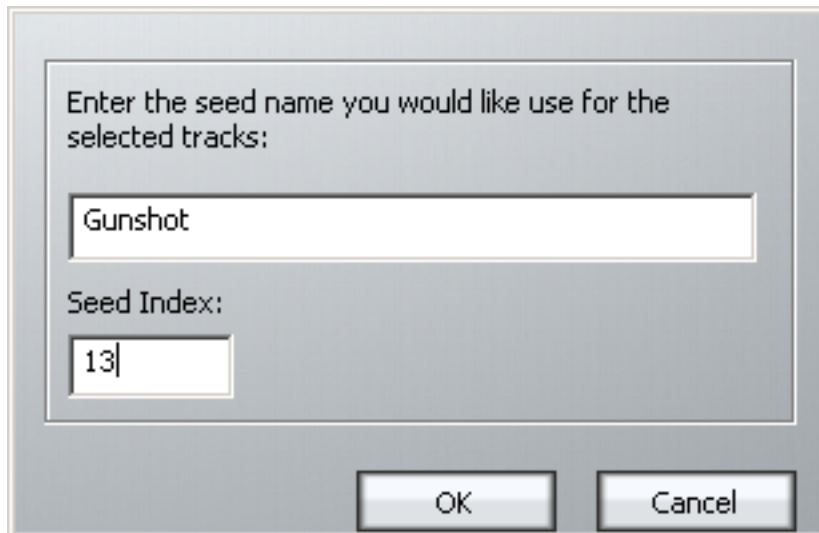 Enter the seed name you would like use for the
selected tracks:
Gunshot
Seed Index:
13
OK Cancel